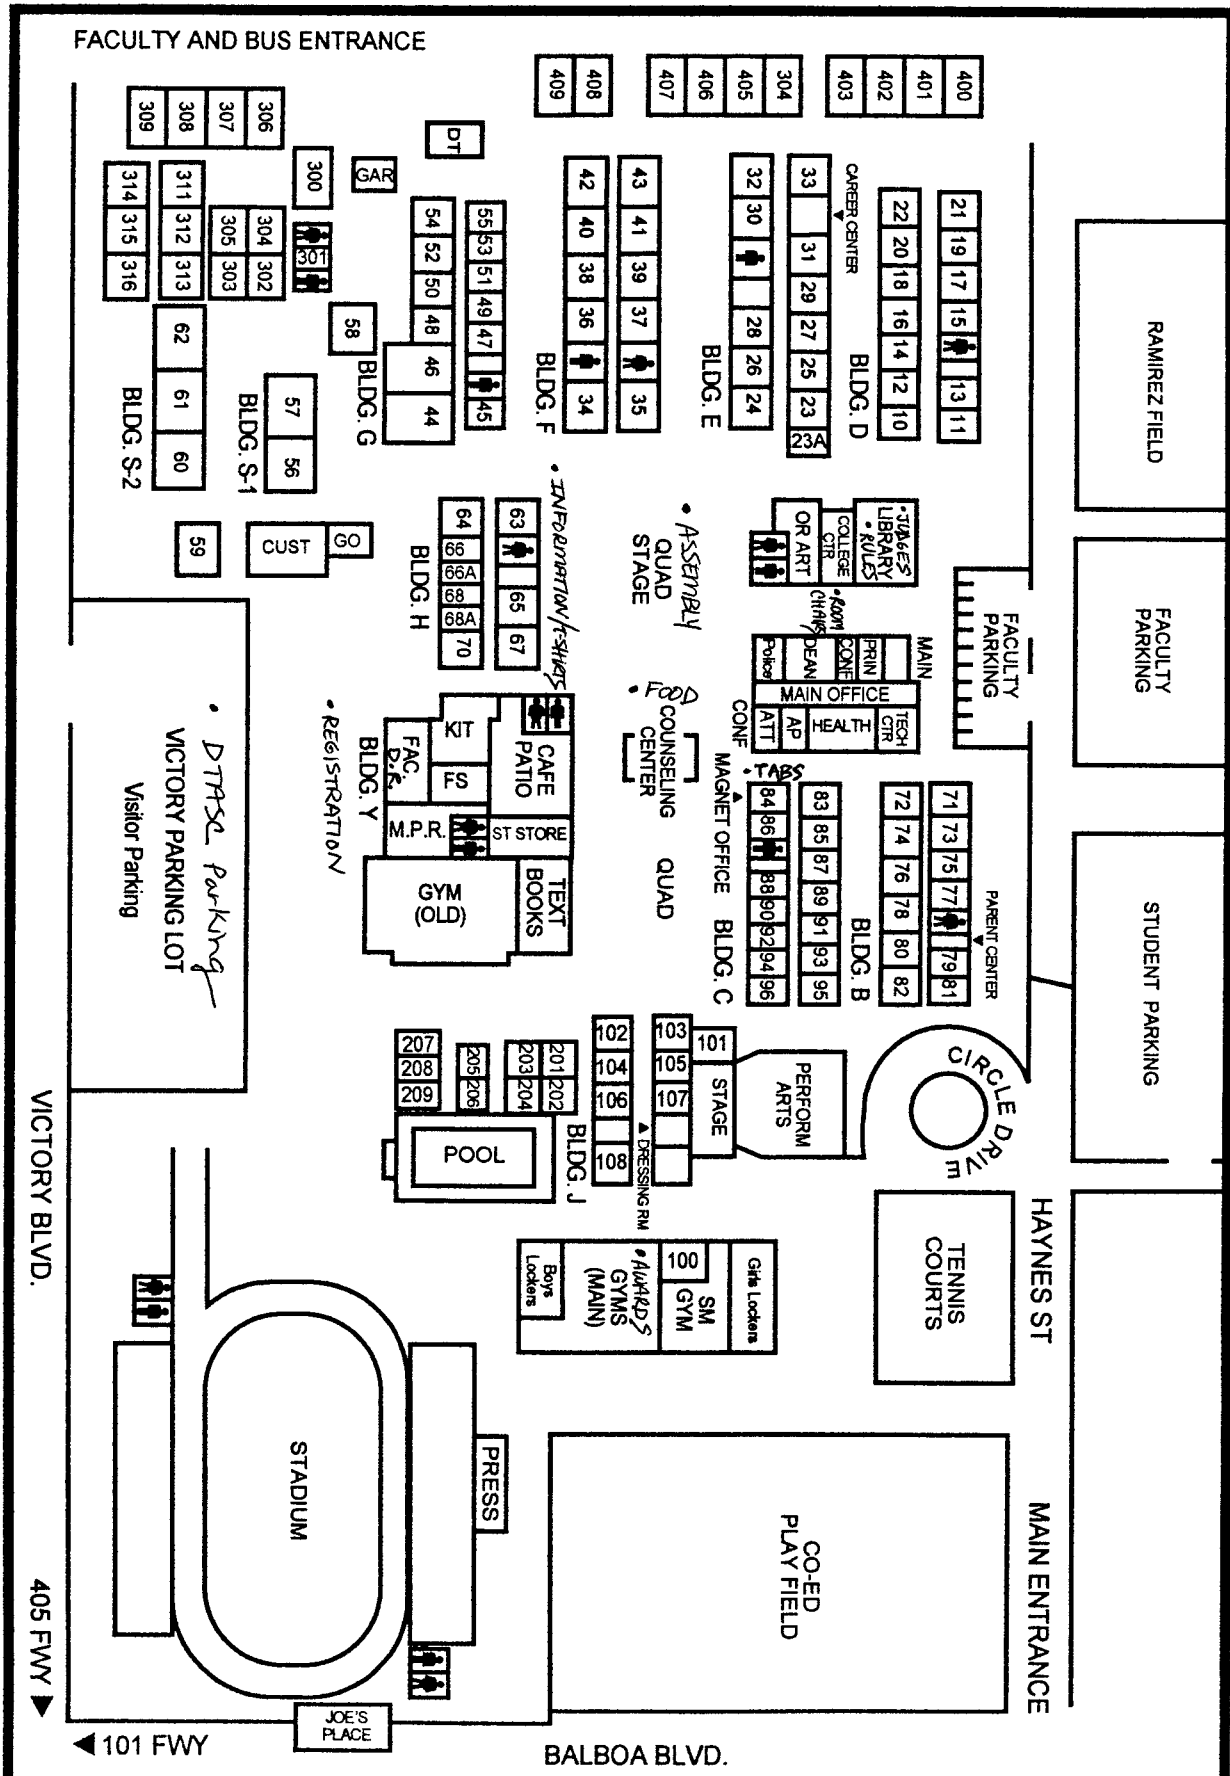 FACULTY AND BUS ENTRANCE
409
408
407
406
405
304
403
402
401
400
309
308
307
306
DT
GAR
300
314
315
316
311
312
313
305
304
303
302
301
54
52
50
48
46
44
55
53
51
49
47
45
58
BLDG. G
42
40
38
36
34
43
41
39
37
35
BLDG. F
32
30
28
26
24
BLDG. E
33
31
29
27
25
23
23A
CAREER CENTER
22
20
18
16
14
12
10
BLDG. D
21
19
17
15
13
11
RAMIREZ FIELD
62
61
60
BLDG. S-2
57
56
BLDG. S-1
59
CUST
GO
64
66
66A
68
68A
70
BLDG. H
63
65
67
• INFORMATION/T-SHIRTS
• ASSEMBLY
QUAD
STAGE
OR ART
COLLEGE
CTR
• JUDGES
LIBRARY
• RULES
• ROOM
CHAIRS
FACULTY
PARKING
FACULTY
PARKING
Police
DEAN
CONF
PRIN
MAIN
MAIN OFFICE
ATT
AP
HEALTH
TECH
CTR
CONF
• FOOD
COUNSELING
CENTER
QUAD
• TABS
MAGNET OFFICE
84
86
88
90
92
94
96
BLDG. C
83
85
87
89
91
93
95
72
74
76
78
80
82
BLDG. B
71
73
75
77
79
81
PARENT CENTER
STUDENT PARKING
• DTASC Parking
VICTORY PARKING LOT
Visitor Parking
• REGISTRATION
BLDG. Y
KIT
FAC.
D.R.
FS
CAFE
PATIO
M.P.R.
ST STORE
GYM
(OLD)
TEXT
BOOKS
207
208
209
205
206
203
204
201
202
POOL
BLDG. J
102
104
106
108
DRESSING RM
103
105
107
101
STAGE
PERFORM
ARTS
CIRCLE DRIVE
HAYNES ST
TENNIS
COURTS
Boys
Lockers
• AWARDS
GYMS
(MAIN)
100
SM
GYM
Girls Lockers
VICTORY BLVD.
STADIUM
PRESS
CO-ED
PLAY FIELD
MAIN ENTRANCE
405 FWY
JOE'S
PLACE
101 FWY
BALBOA BLVD.